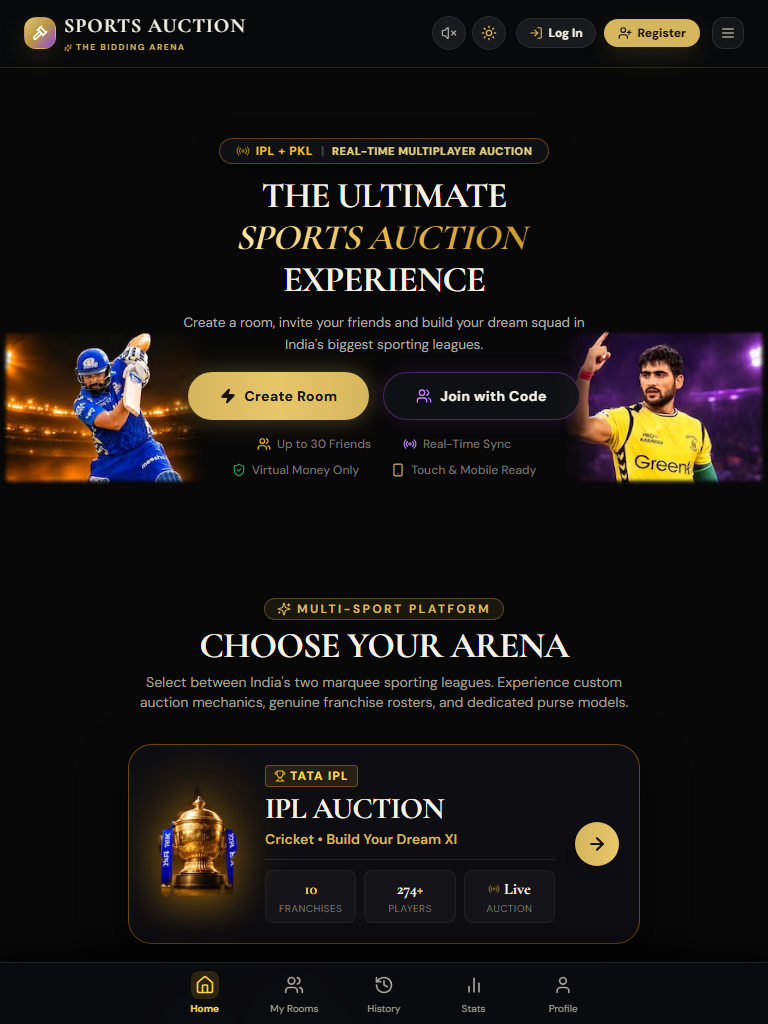 SPORTS AUCTION
THE BIDDING ARENA
Log In
Register
IPL + PKL | REAL-TIME MULTIPLAYER AUCTION
THE ULTIMATE
SPORTS AUCTION
EXPERIENCE
Create a room, invite your friends and build your dream squad in
India's biggest sporting leagues.
Create Room
Join with Code
Up to 30 Friends
Real-Time Sync
Virtual Money Only
Touch & Mobile Ready
meesho
Greenl
MULTI-SPORT PLATFORM
CHOOSE YOUR ARENA
Select between India's two marquee sporting leagues. Experience custom
auction mechanics, genuine franchise rosters, and dedicated purse models.
TATA IPL
IPL AUCTION
Cricket • Build Your Dream XI
10
FRANCHISES
274+
PLAYERS
Live
AUCTION
Home
My Rooms
History
Stats
Profile